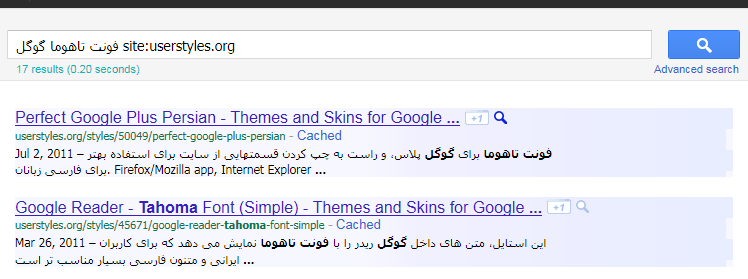 فونت تاهوما گوگل site:userstyles.org
17 results (0.20 seconds)
Advanced search
Perfect Google Plus Persian - Themes and Skins for Google ... +1
userstyles.org/styles/50049/perfect-google-plus-persian - Cached
Jul 2, 2011 – فونت تاهوما برای گوگل پلاس، و راست به چپ کردن قسمتهایی از سایت برای استفاده بهتر
برای فارسی زبانان. Firefox/Mozilla app, Internet Explorer ...
Google Reader - Tahoma Font (Simple) - Themes and Skins for Google ... +1
userstyles.org/styles/45671/google-reader-tahoma-font-simple - Cached
Mar 26, 2011 – این استایل، متن های داخل گوگل ریدر را با فونت تاهوما نمایش می دهد که برای کاربران
ایرانی و متنون فارسی بسیار مناسب تر است ...